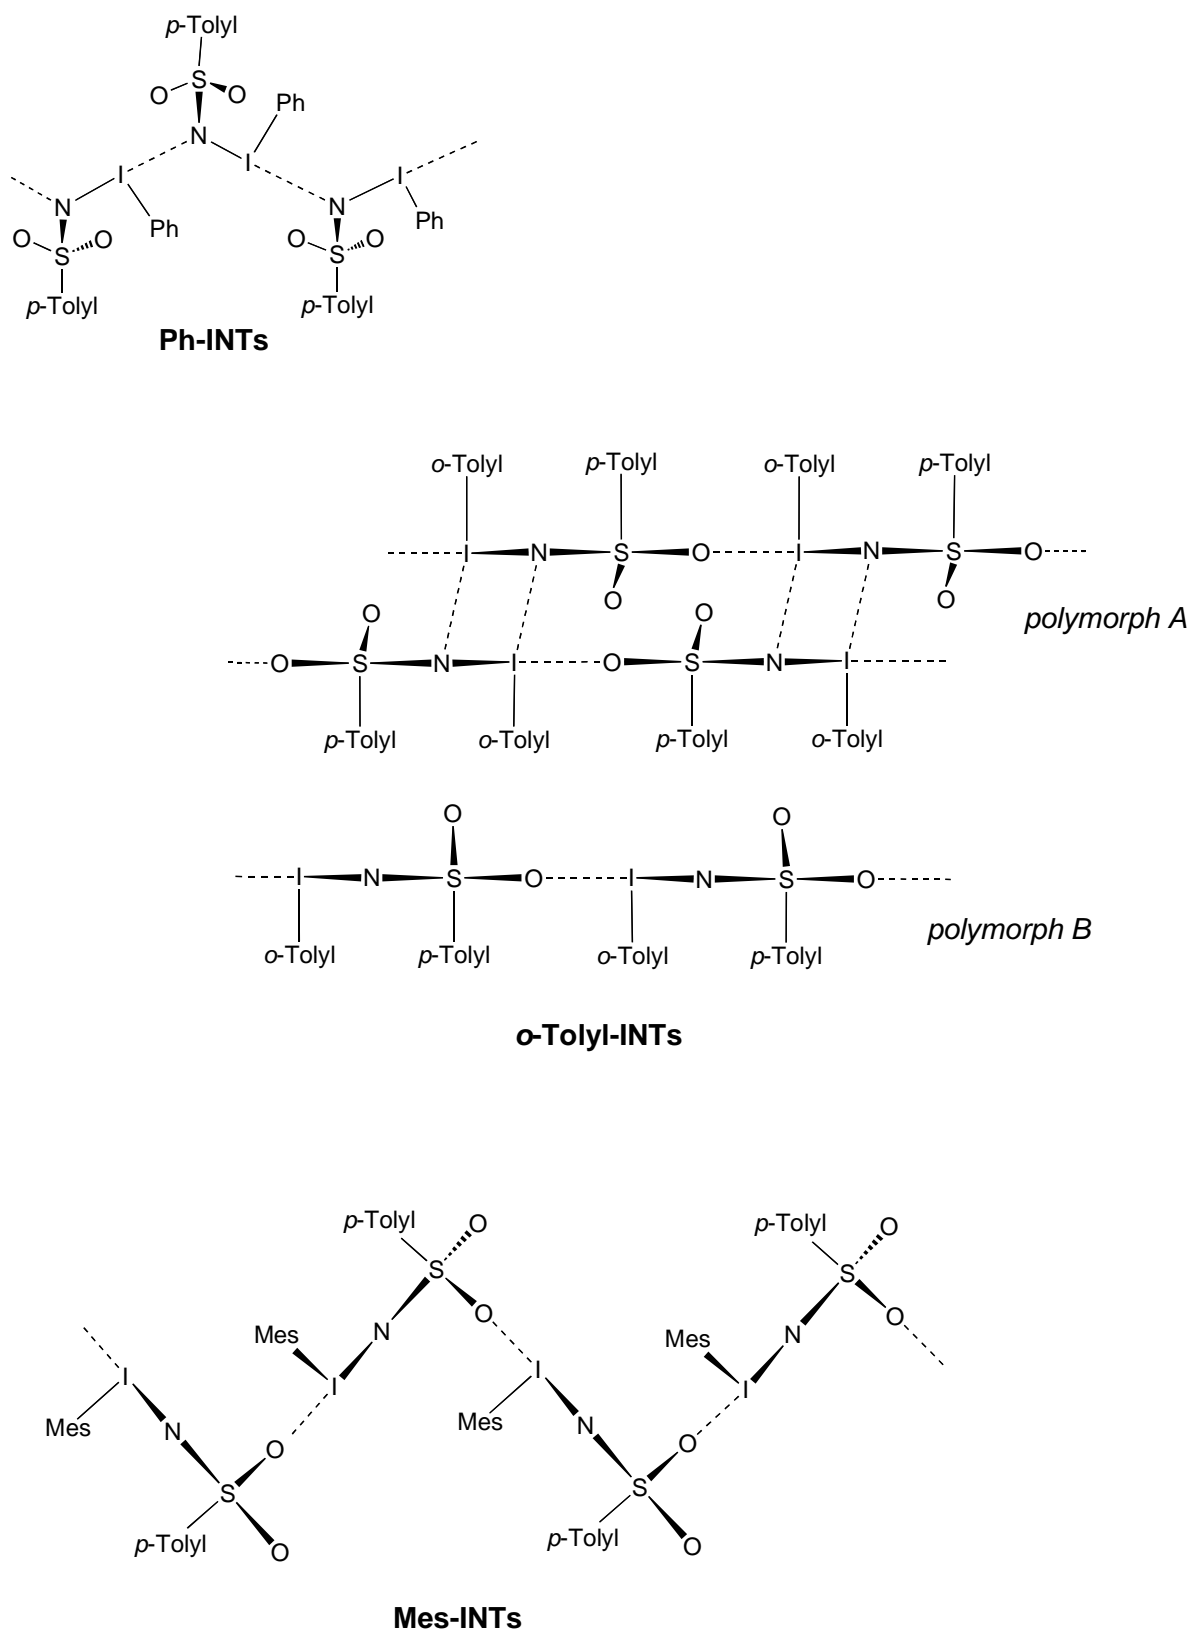 p-Tolyl
S
O O
Ph
N
I I I
N N
Ph Ph
O O O O
S S
p-Tolyl p-Tolyl
Ph-INTs
o-Tolyl p-Tolyl o-Tolyl p-Tolyl
I N S O I N S O
O O
O O
polymorph A
O S N I O S N I
p-Tolyl o-Tolyl p-Tolyl o-Tolyl
O O
I N S O I N S O
polymorph B
o-Tolyl p-Tolyl o-Tolyl p-Tolyl
o-Tolyl-INTs
p-Tolyl O p-Tolyl O
S S
O O
Mes N Mes N
I I I I
Mes Mes
N N
O O
S S
p-Tolyl p-Tolyl
O O
Mes-INTs